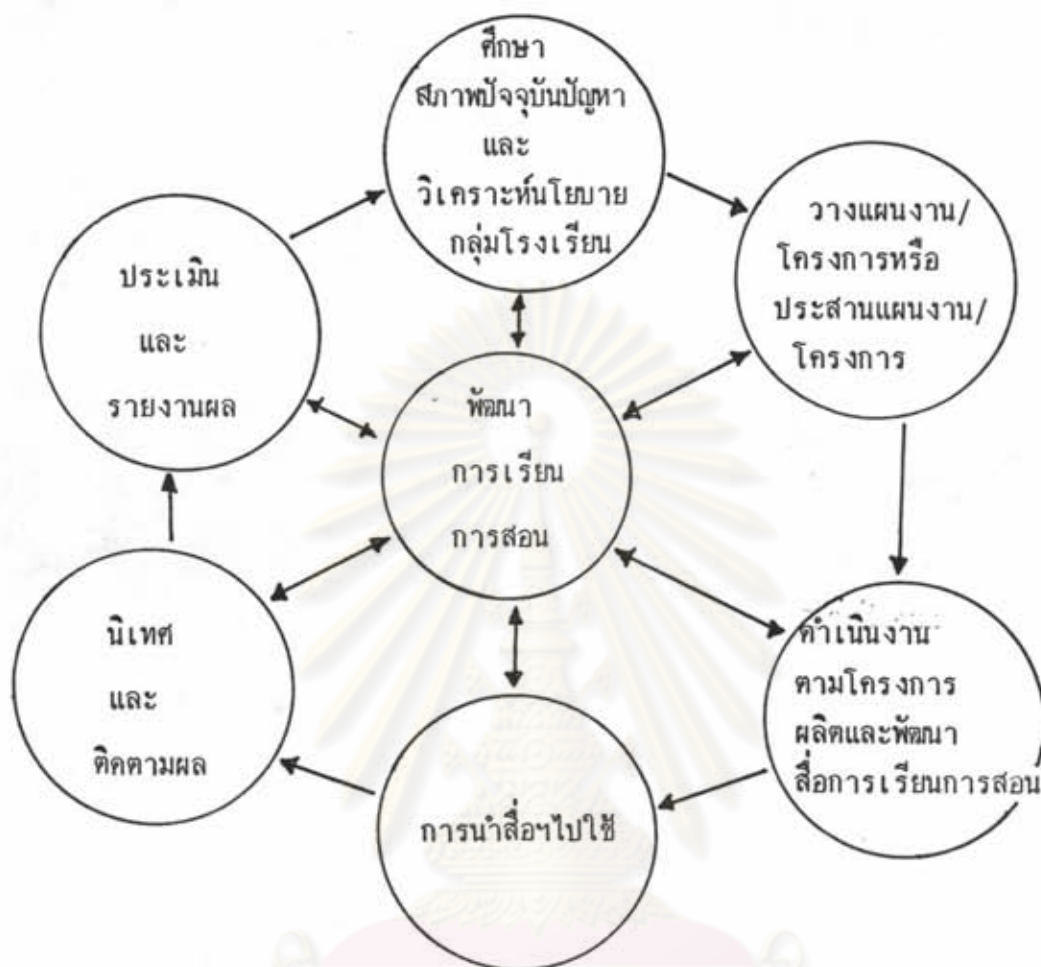 ศึกษา
สภาพปัจจุบันปัญหา
และ
วิเคราะห์นโยบาย
กลุ่มโรงเรียน
วางแผนงาน/
โครงการหรือ
ประสานแผนงาน/
โครงการ
ดำเนินงาน
ตามโครงการ
ผลิตและพัฒนา
สื่อการเรียนการสอน
การนำสื่อฯไปใช้
นิเทศ
และ
ติดตามผล
ประเมิน
และ
รายงานผล
พัฒนา
การเรียน
การสอน